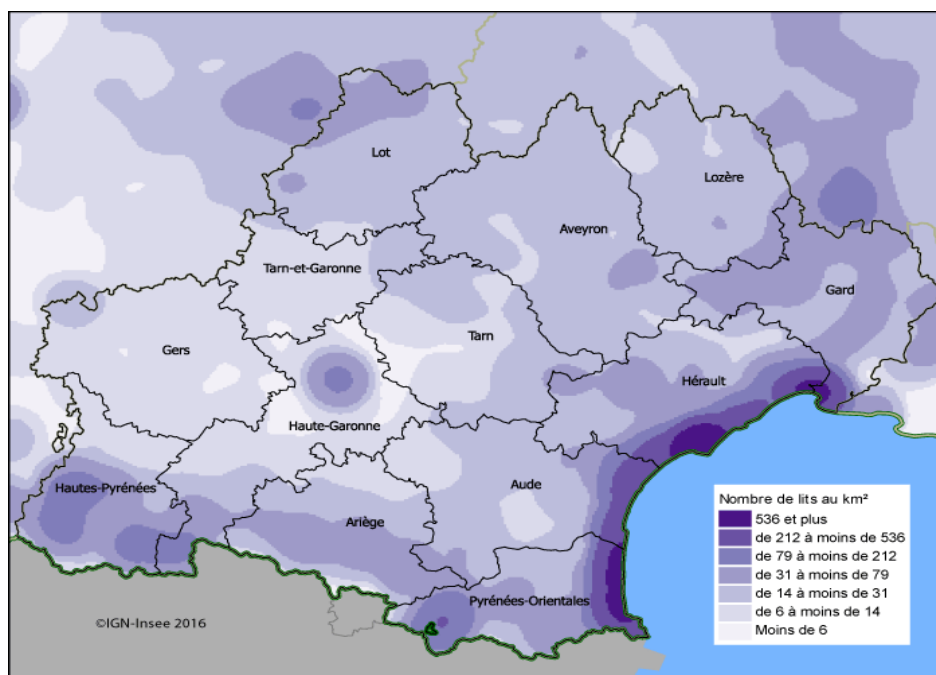 Lot
Lozère
Aveyron
Tarn-et-Garonne
Gard
Tarn
Gers
Hérault
Haute-Garonne
Hautes-Pyrénées
Aude
Ariège
Pyrénées-Orientales
©IGN-Insee 2016
Nombre de lits au km²
536 et plus
de 212 à moins de 536
de 79 à moins de 212
de 31 à moins de 79
de 14 à moins de 31
de 6 à moins de 14
Moins de 6